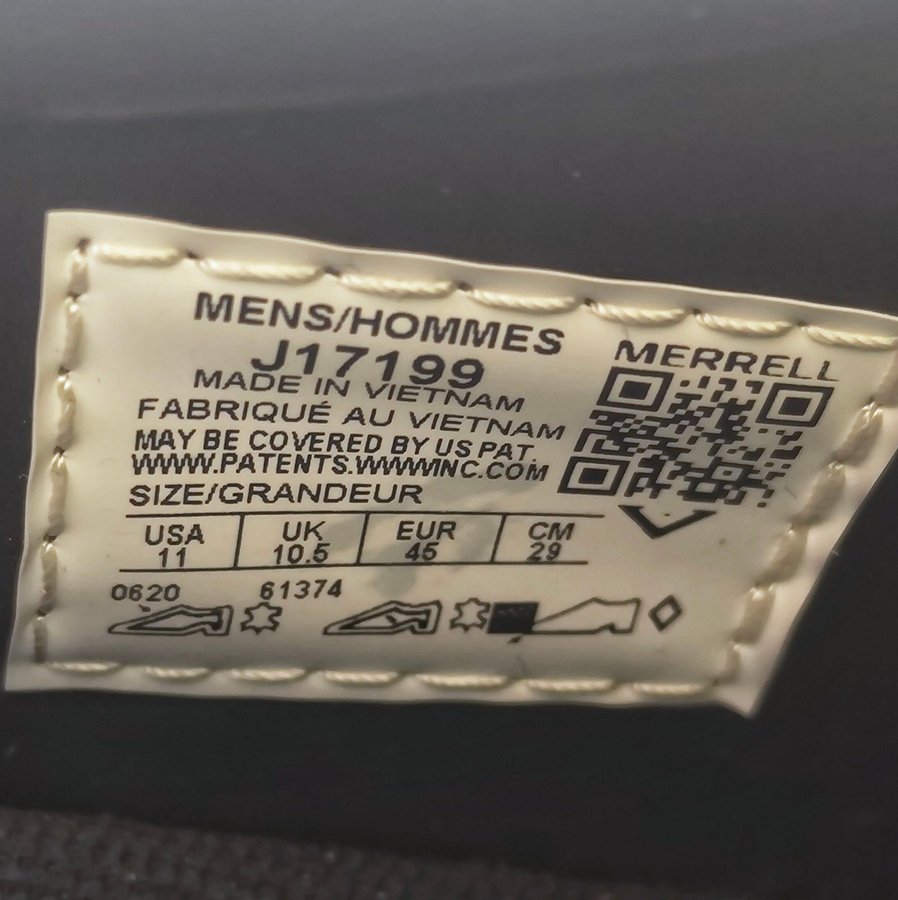 MENS/HOMMES
J17199
MADE IN VIETNAM
FABRIQUÉ AU VIETNAM
MAY BE COVERED BY US PAT.
WWW.PATENTS.WWWINC.COM
SIZE/GRANDEUR
USA UK EUR CM
11 10.5 45 29
0620 61374
MERRELL